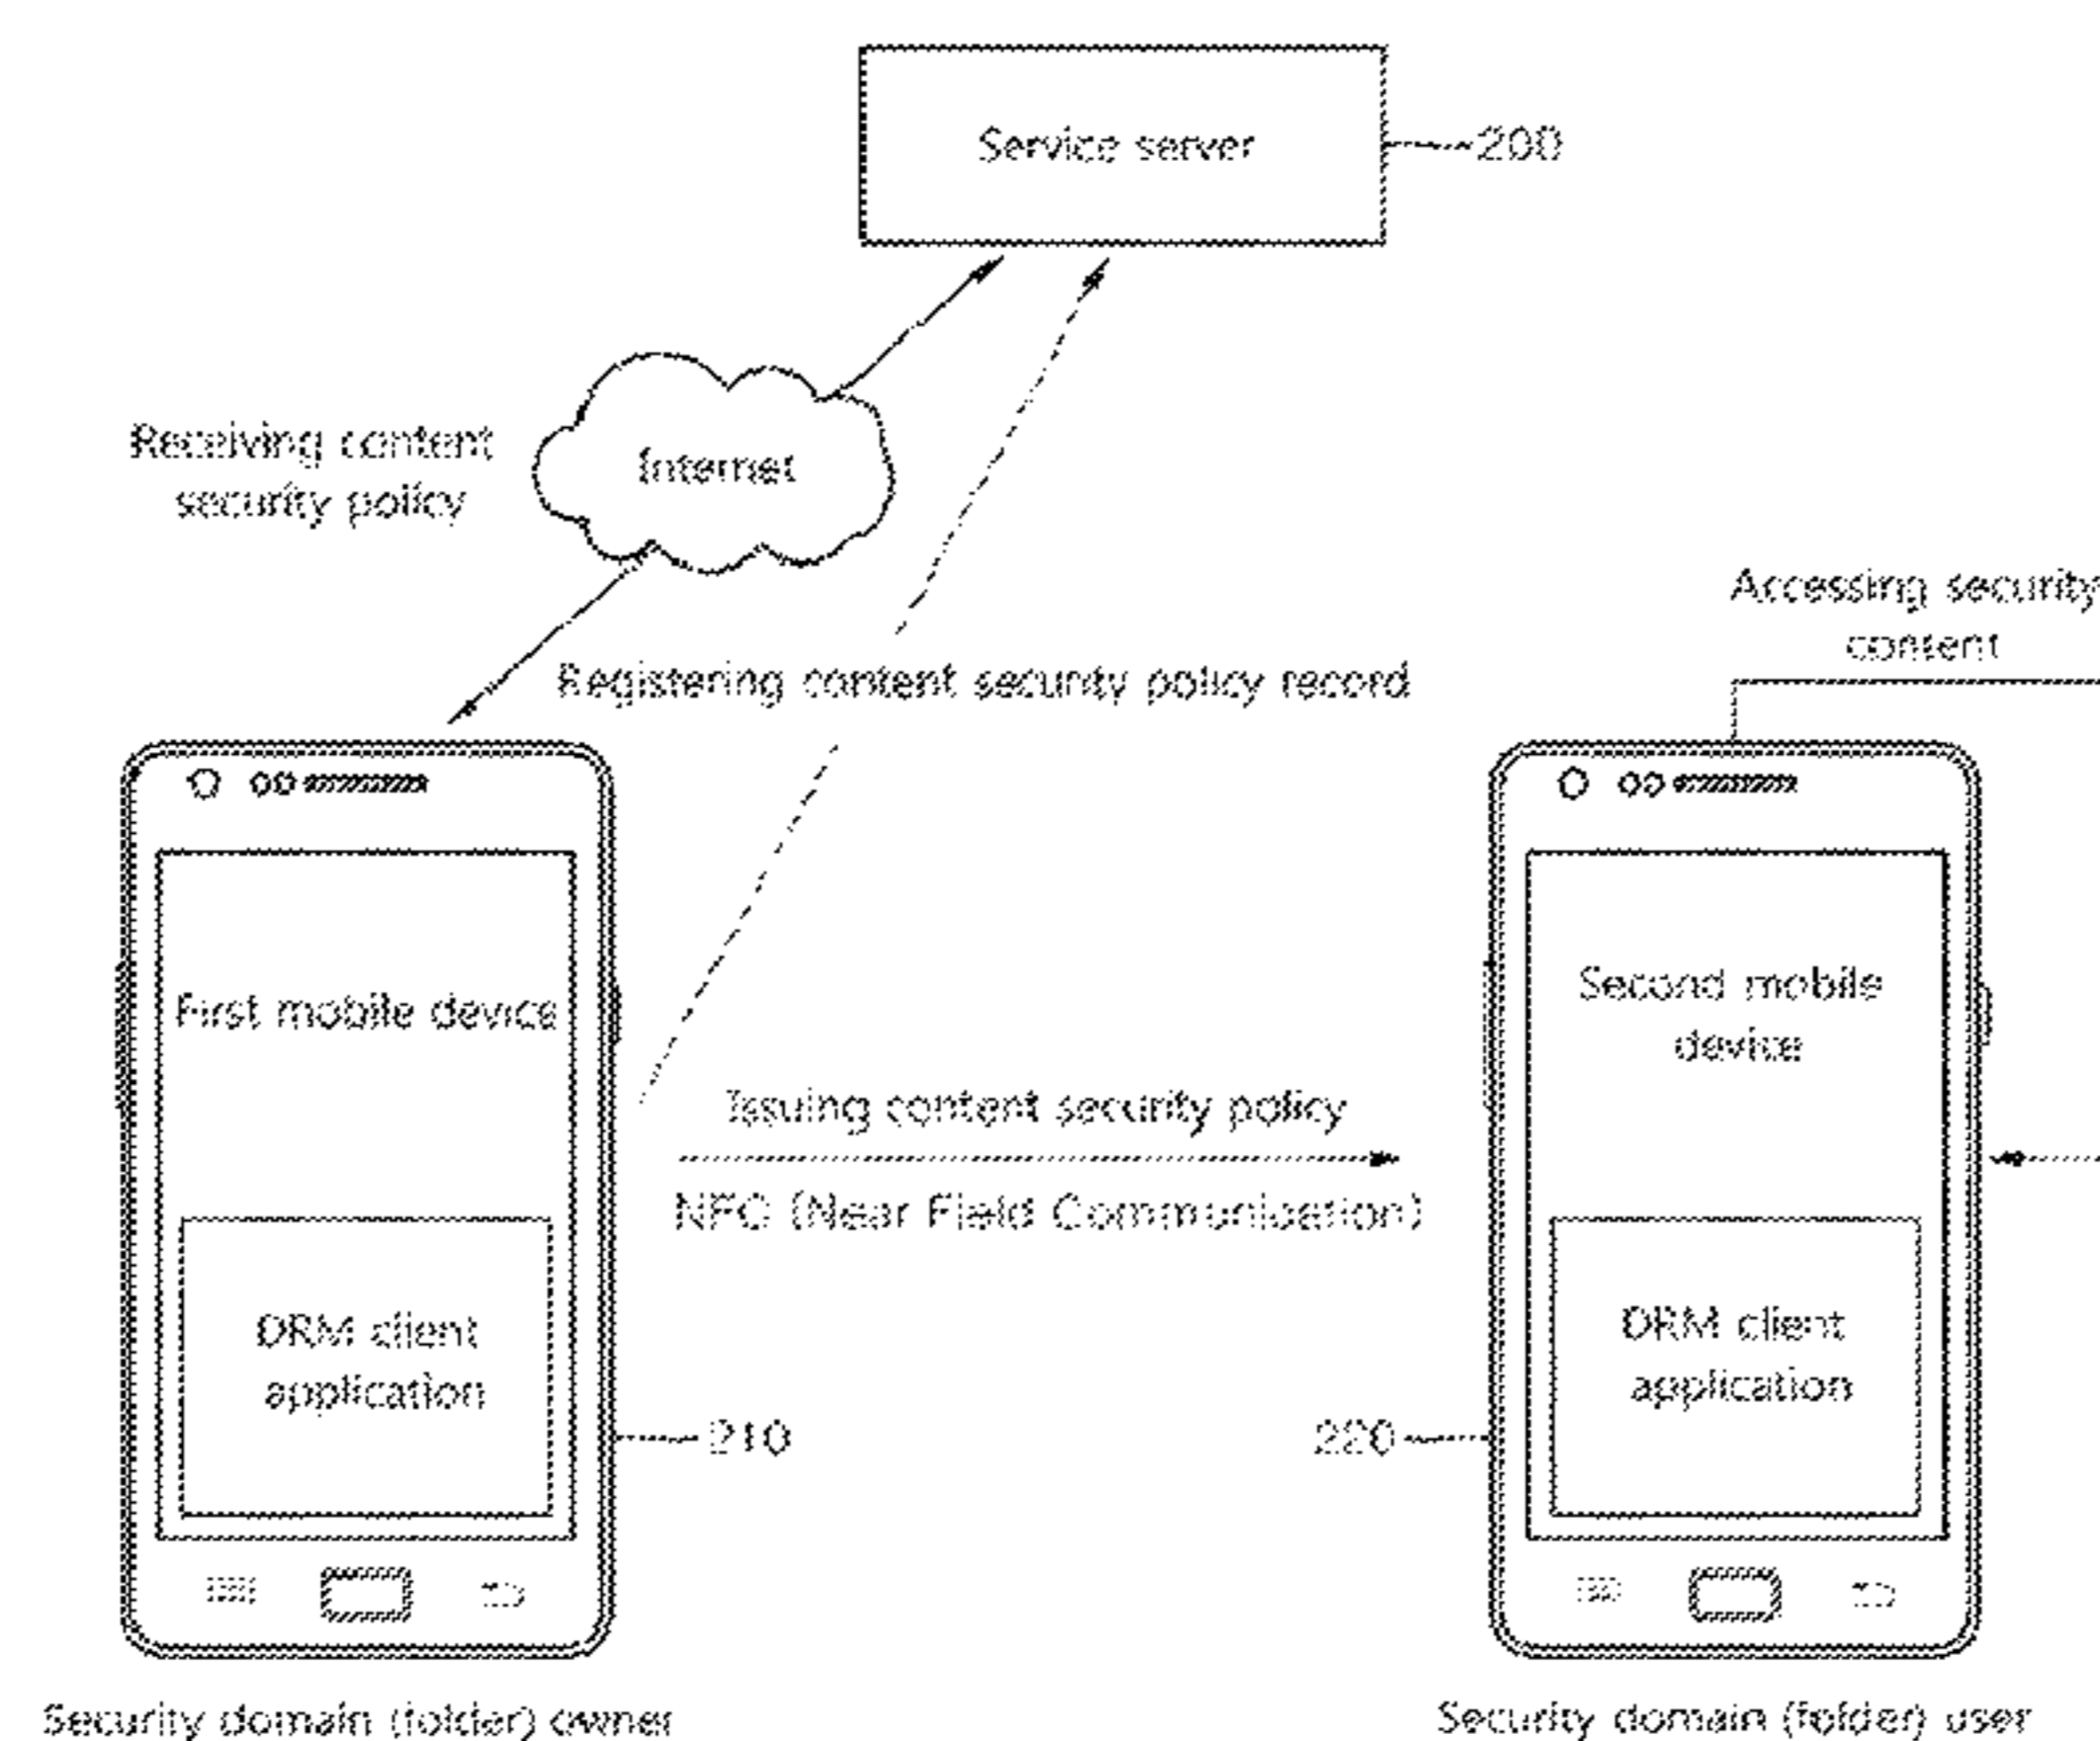 Service server
200
Receiving content
security policy
Internet
Accessing security
content
Registering content security policy record
First mobile device
Second mobile
device
Issuing content security policy
NFC (Near Field Communication)
DRM client
application
DRM client
application
210
220
Security domain (folder) owner
Security domain (folder) user